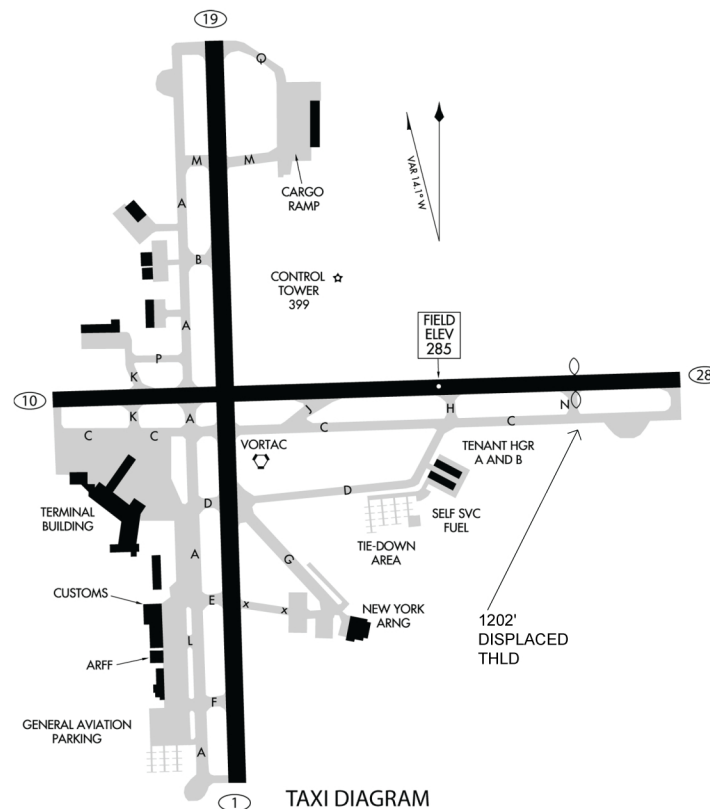 19
Q
M
M
CARGO
RAMP
VAR 14.1° W
A
B
CONTROL
TOWER
399
A
FIELD
ELEV
285
P
K
28
10
K
A
J
H
N
C
C
C
C
VORTAC
TENANT HGR
A AND B
D
D
SELF SVC
FUEL
TERMINAL
BUILDING
TIE-DOWN
AREA
A
G
CUSTOMS
E
x
x
NEW YORK
ARNG
1202'
DISPLACED
THLD
L
ARFF
F
GENERAL AVIATION
PARKING
A
1
TAXI DIAGRAM